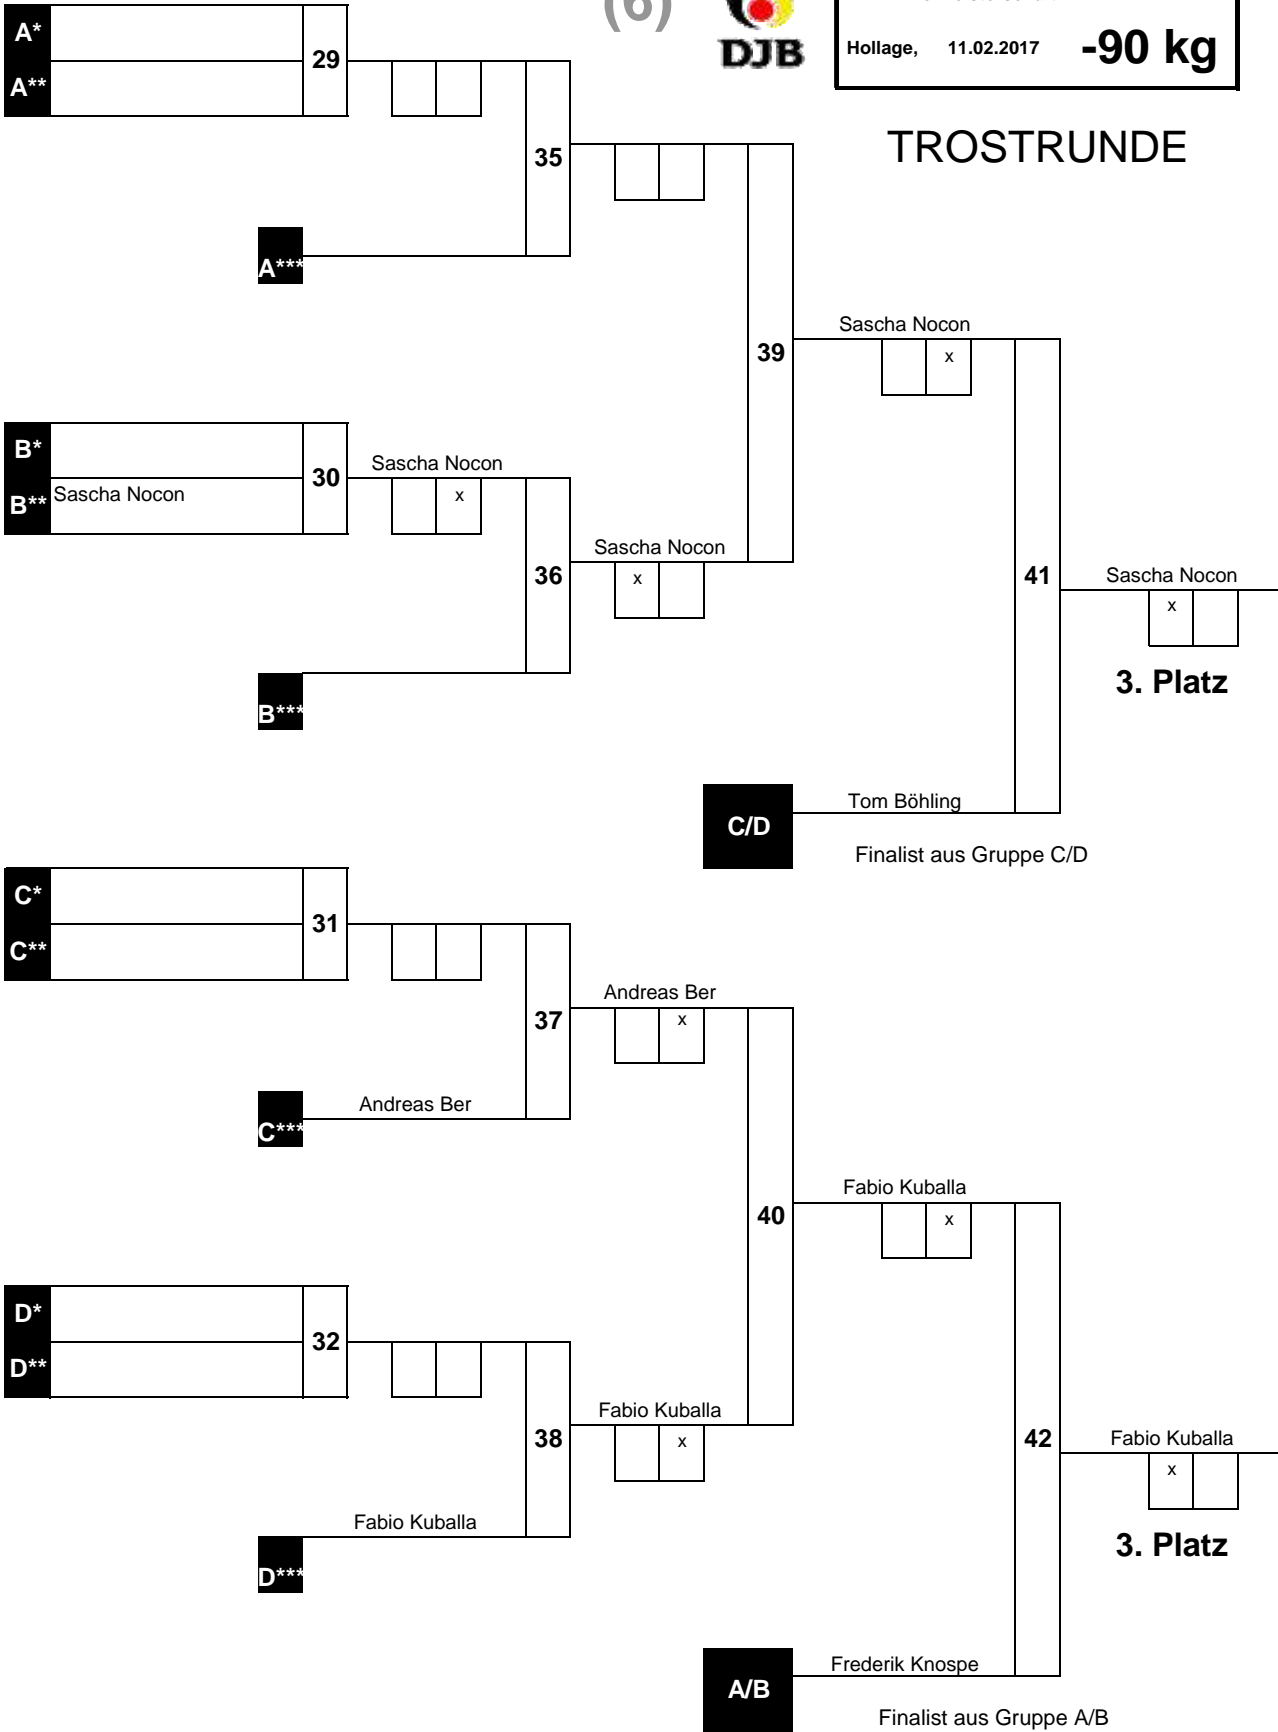 (6)
DJB
Hollage, 11.02.2017 -90 kg
TROSTRUNDE
A*
A**
29
35
A***
39
Sascha Nocon
x
B*
B** Sascha Nocon
30
Sascha Nocon
x
36
Sascha Nocon
x
B***
41
Sascha Nocon
x
3. Platz
C/D
Tom Böhling
Finalist aus Gruppe C/D
C*
C**
31
37
Andreas Ber
x
C***
Andreas Ber
40
Fabio Kuballa
x
D*
D**
32
38
Fabio Kuballa
x
D***
Fabio Kuballa
42
Fabio Kuballa
x
3. Platz
A/B
Frederik Knospe
Finalist aus Gruppe A/B